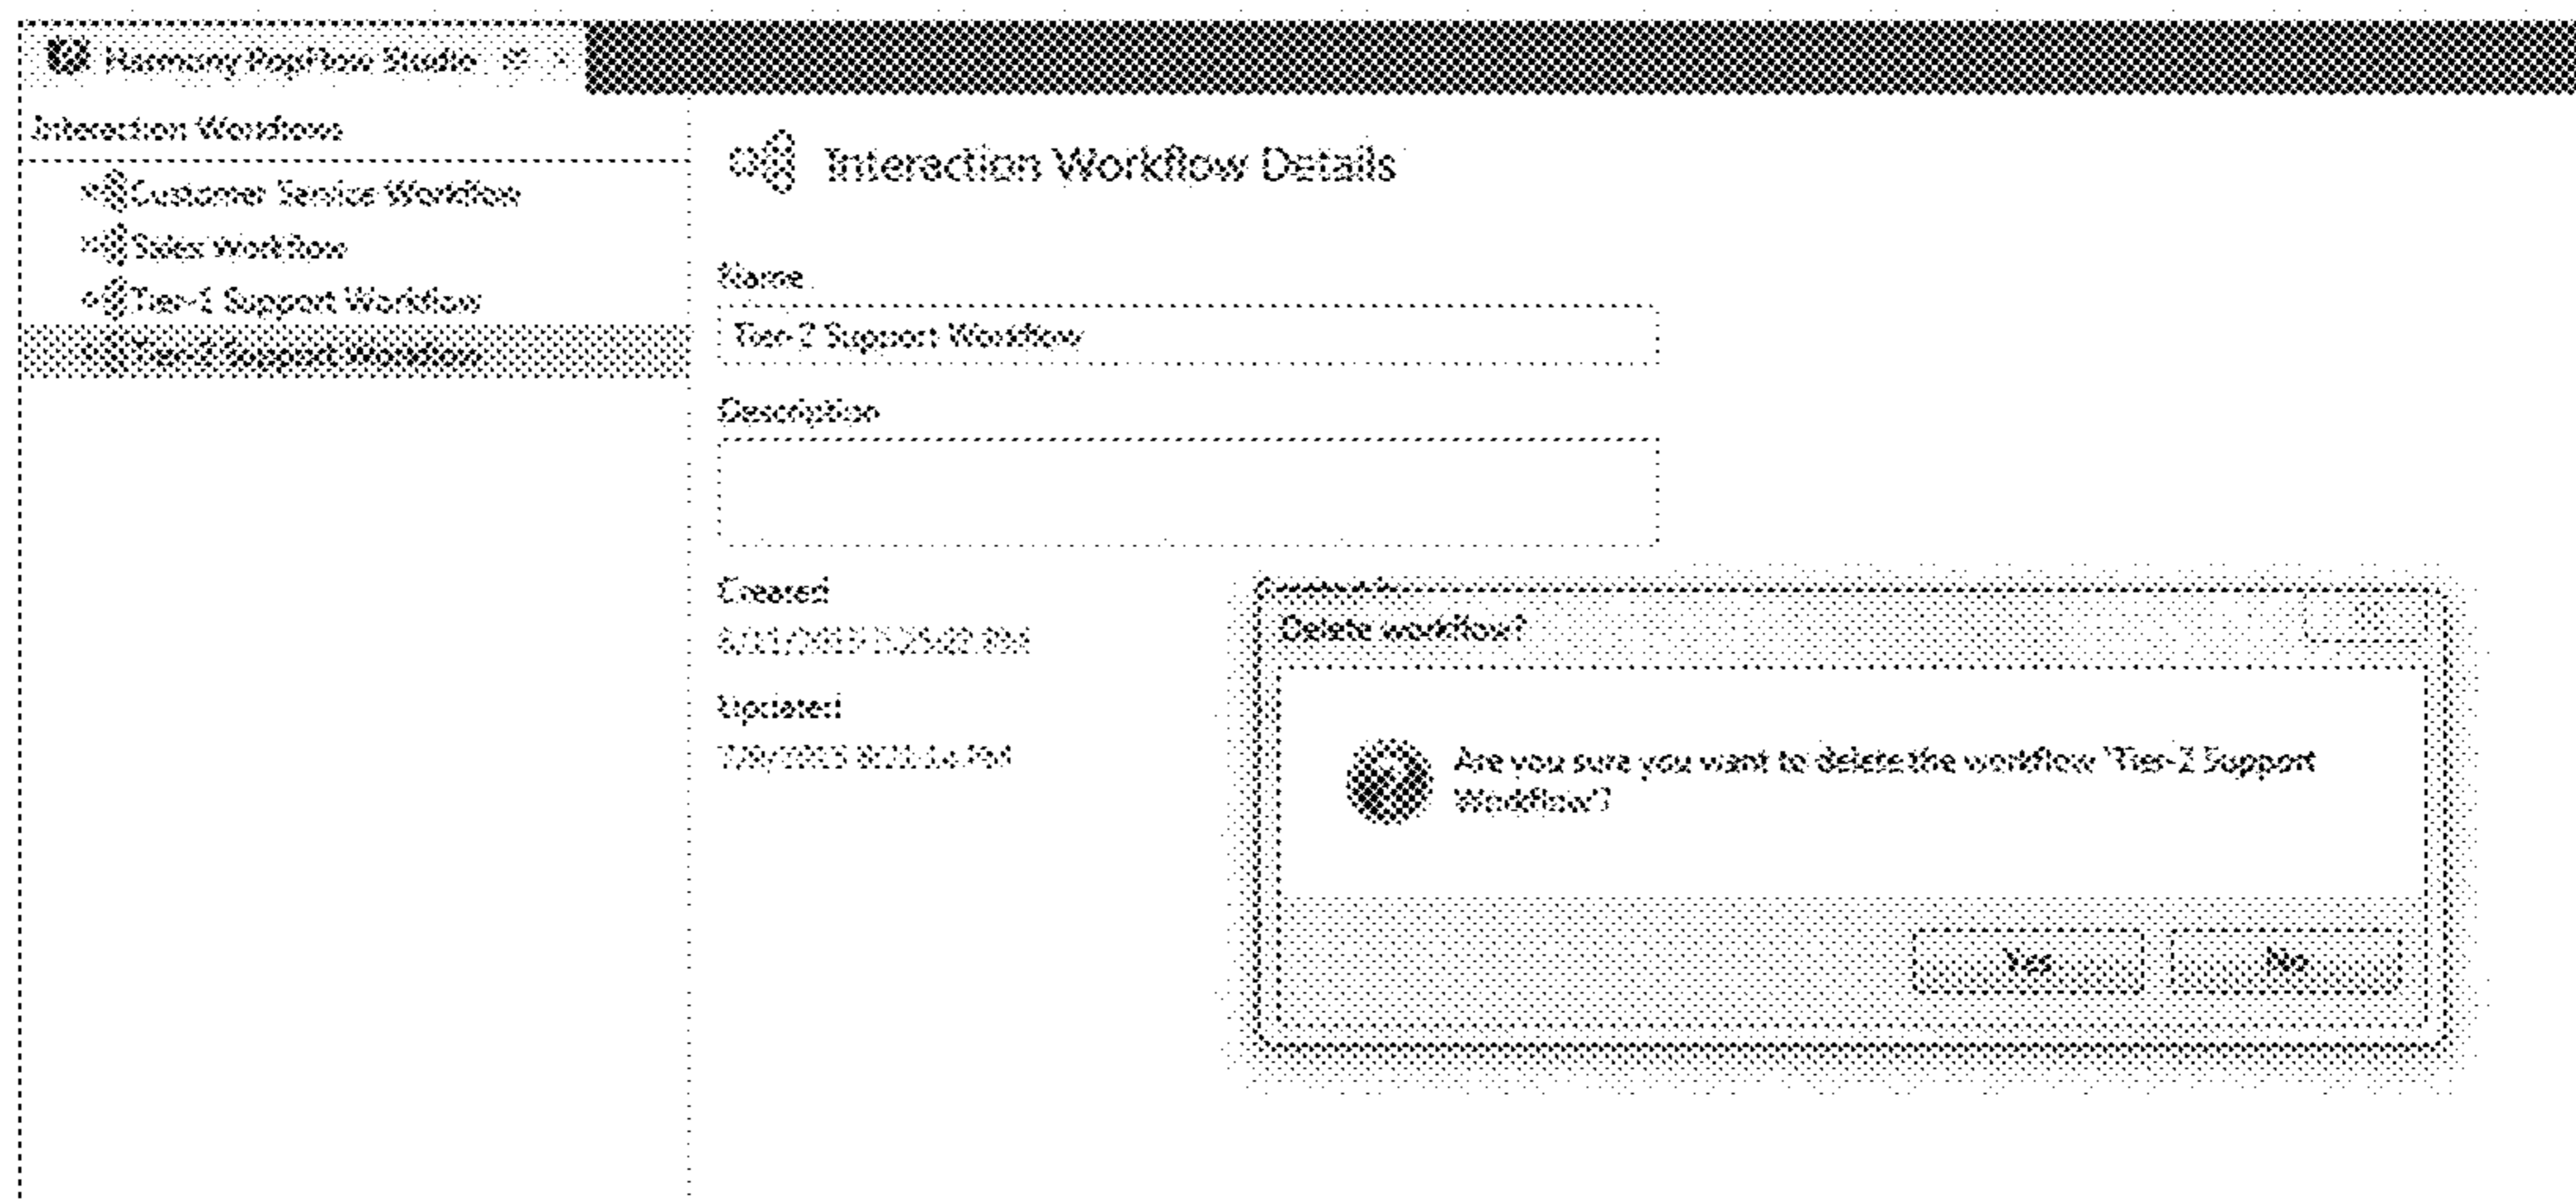 Harmony PopFlow Studio
Interaction Workflows
Customer Service Workflow
Sales Workflow
Tier-1 Support Workflow
Tier-2 Support Workflow
Interaction Workflow Details
Name
Tier-2 Support Workflow
Description
Created
Updated
Delete workflow?
Are you sure you want to delete the workflow 'Tier-2 Support
Workflow'?
Yes
No